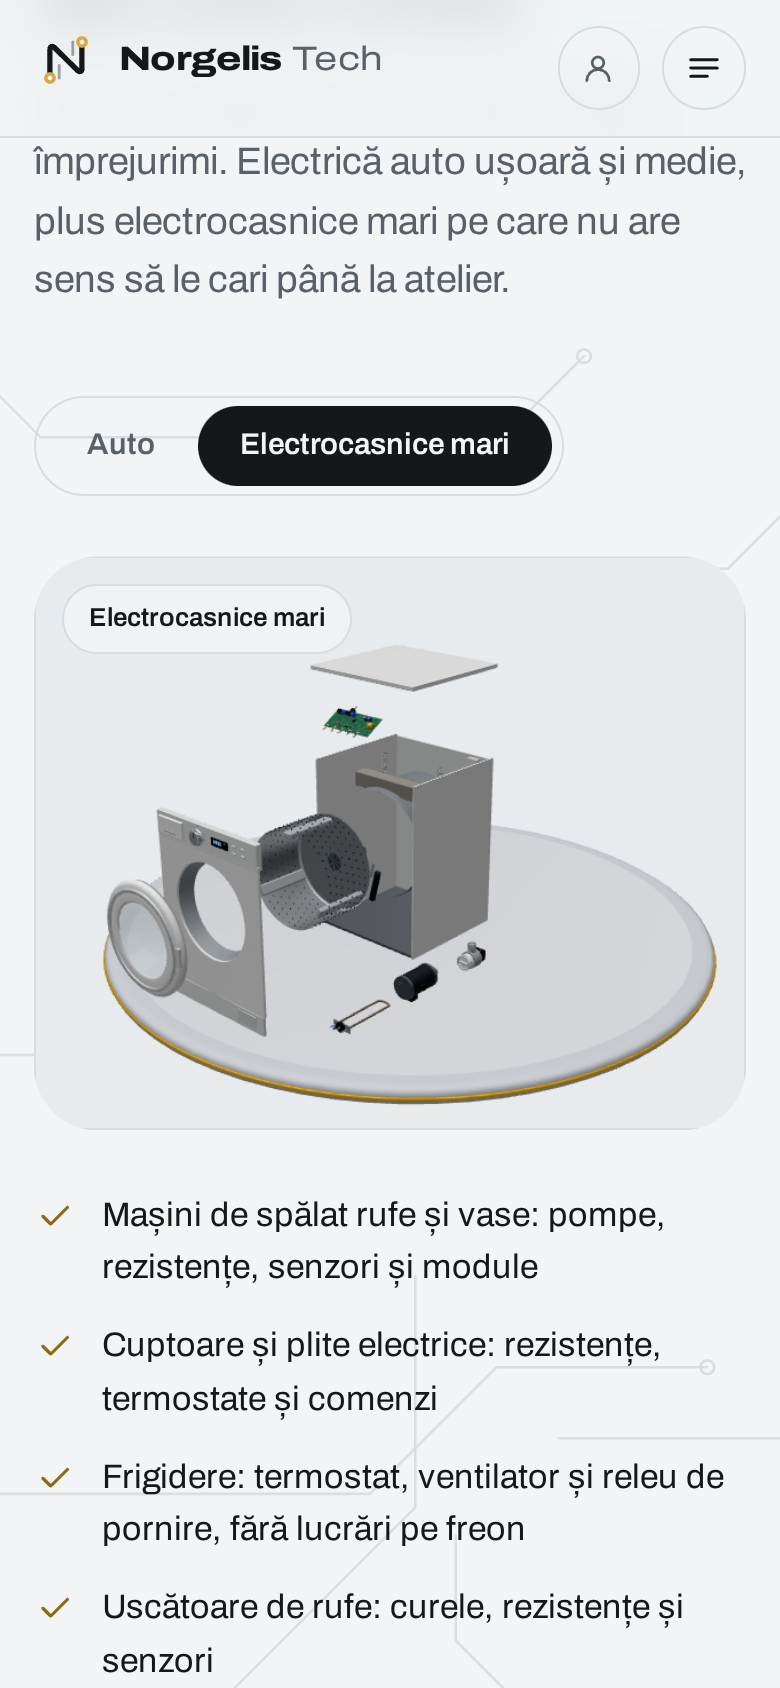 Norgelis Tech
împrejurimi. Electrică auto ușoară și medie,
plus electrocasnice mari pe care nu are
sens să le cari până la atelier.
Auto
Electrocasnice mari
Electrocasnice mari
Mașini de spălat rufe și vase: pompe,
rezistențe, senzori și module
Cuptoare și plite electrice: rezistențe,
termostate și comenzi
Frigidere: termostat, ventilator și releu de
pornire, fără lucrări pe freon
Uscătoare de rufe: curele, rezistențe și
senzori